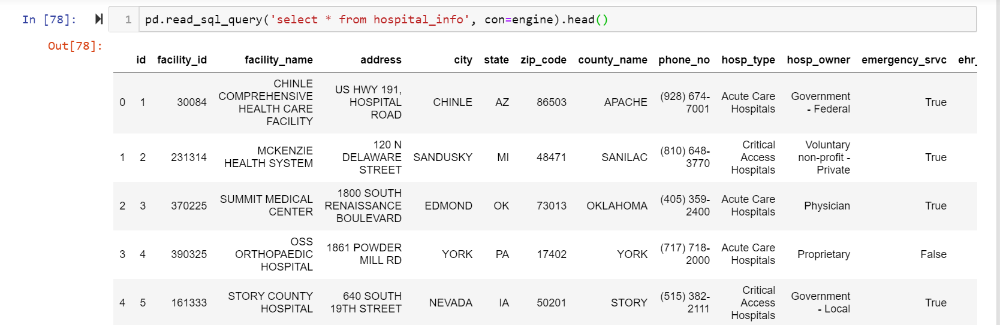 In [78]: 1 pd.read_sql_query('select * from hospital_info', con=engine).head()
Out[78]:
id facility_id facility_name address city state zip_code county_name phone_no hosp_type hosp_owner emergency_srvc ehr_
0 1 30084 CHINLE COMPREHENSIVE HEALTH CARE FACILITY US HWY 191, HOSPITAL ROAD CHINLE AZ 86503 APACHE (928) 674-7001 Acute Care Hospitals Government - Federal True
1 2 231314 MCKENZIE HEALTH SYSTEM 120 N DELAWARE STREET SANDUSKY MI 48471 SANILAC (810) 648-3770 Critical Access Hospitals Voluntary non-profit - Private True
2 3 370225 SUMMIT MEDICAL CENTER 1800 SOUTH RENAISSANCE BOULEVARD EDMOND OK 73013 OKLAHOMA (405) 359-2400 Acute Care Hospitals Physician True
3 4 390325 OSS ORTHOPAEDIC HOSPITAL 1861 POWDER MILL RD YORK PA 17402 YORK (717) 718-2000 Acute Care Hospitals Proprietary False
4 5 161333 STORY COUNTY HOSPITAL 640 SOUTH 19TH STREET NEVADA IA 50201 STORY (515) 382-2111 Critical Access Hospitals Government - Local True